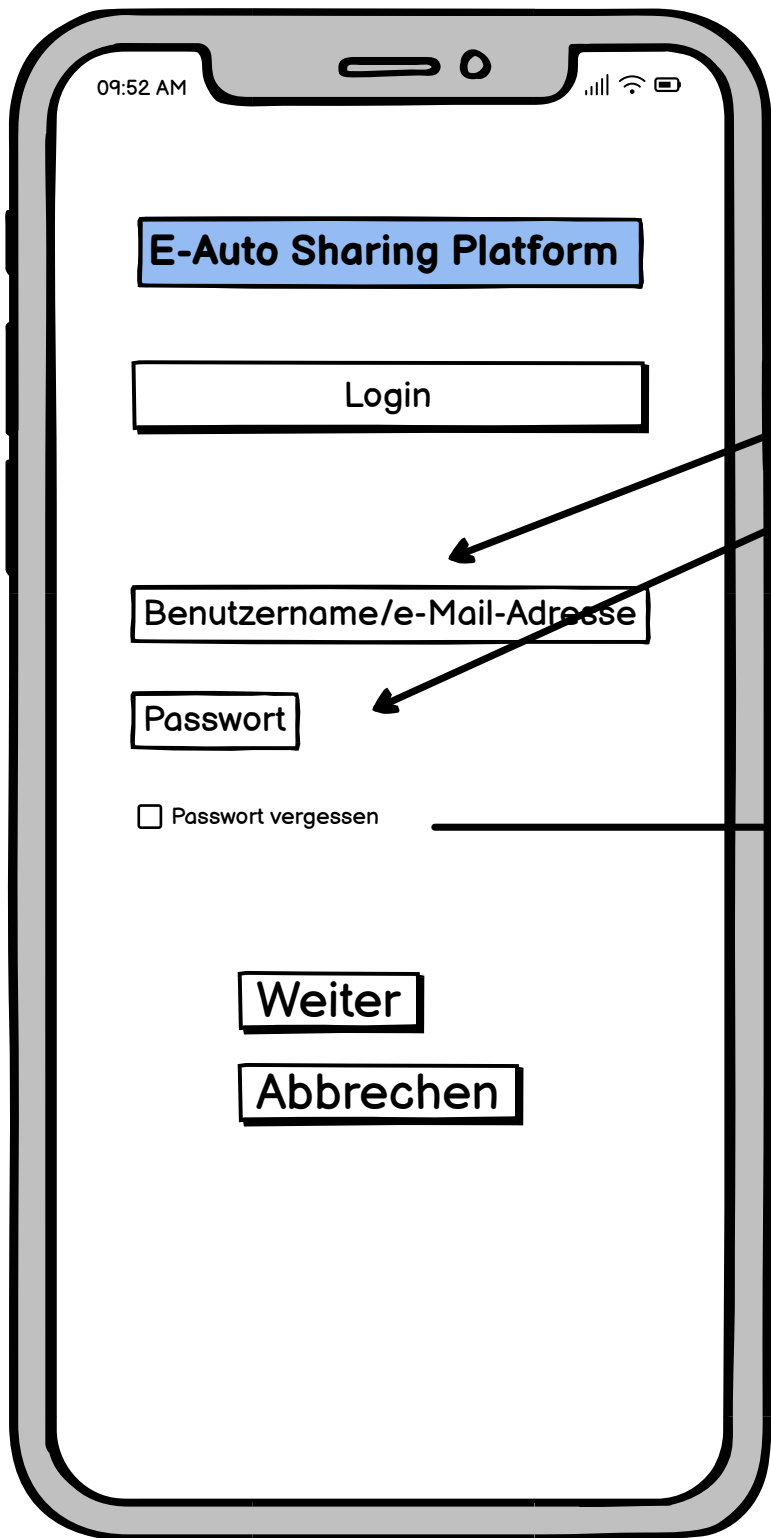 09:52 AM
E-Auto Sharing Platform
Login
Benutzername/e-Mail-Adresse
Passwort
Passwort vergessen
Weiter
Abbrechen